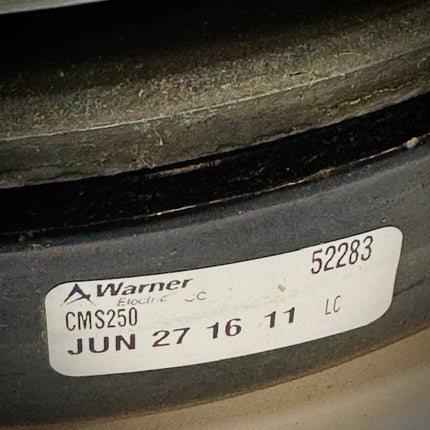 Warner 52283
Electric
CMS250
JUN 27 16 11 LC